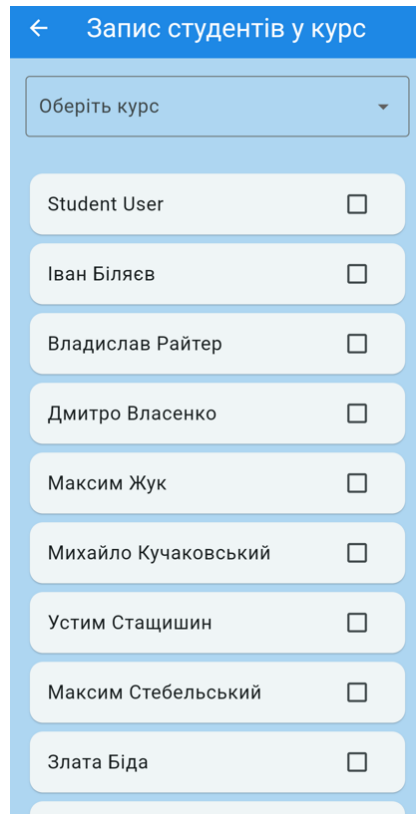 Запис студентів у курс
Оберіть курс
Student User
Іван Біляєв
Владислав Райтер
Дмитро Власенко
Максим Жук
Михайло Кучаковський
Устим Стащишин
Максим Стебельський
Злата Біда